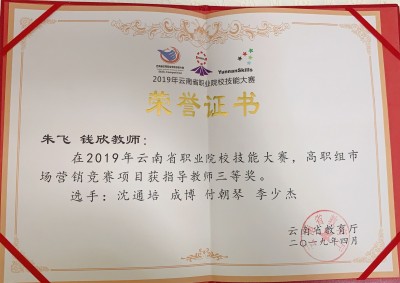 YunnanSkills
2019年云南省职业院校技能大赛
荣誉证书
朱飞 钱欣教师：
在2019年云南省职业院校技能大赛，高职组市
场营销竞赛项目获指导教师三等奖。
选手：沈通培 成博 付朝琴 李少杰
云南省教育厅
二〇一九年四月